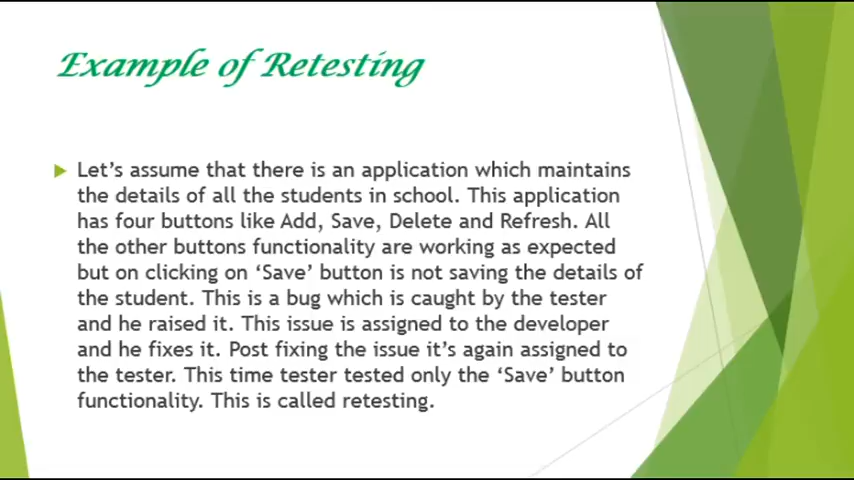 Example of Retesting
Let's assume that there is an application which maintains
the details of all the students in school. This application
has four buttons like Add, Save, Delete and Refresh. All
the other buttons functionality are working as expected
but on clicking on ‘Save’ button is not saving the details of
the student. This is a bug which is caught by the tester
and he raised it. This issue is assigned to the developer
and he fixes it. Post fixing the issue it's again assigned to
the tester. This time tester tested only the ‘Save’ button
functionality. This is called retesting.